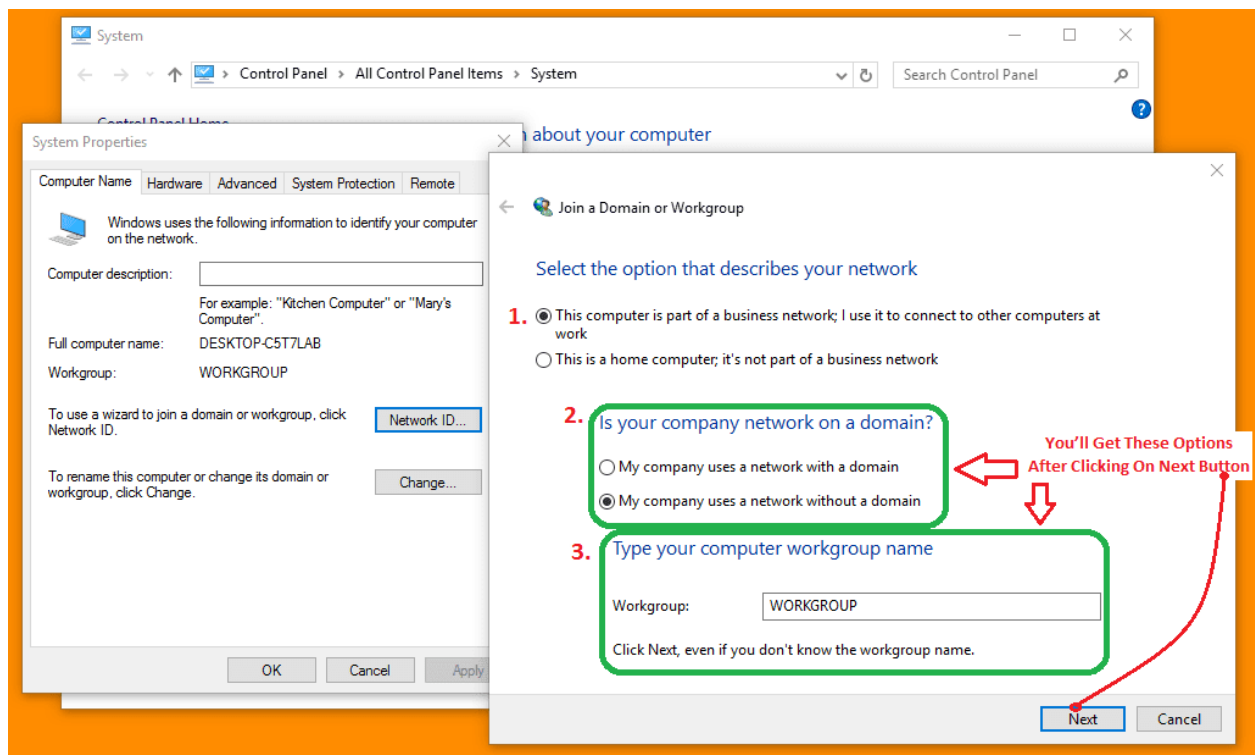 System
Control Panel > All Control Panel Items > System
Search Control Panel
Control Panel Home
about your computer
System Properties
Computer Name Hardware Advanced System Protection Remote
Windows uses the following information to identify your computer
on the network.
Computer description:
For example: "Kitchen Computer" or "Mary's
Computer".
Full computer name: DESKTOP-C5T7LAB
Workgroup: WORKGROUP
To use a wizard to join a domain or workgroup, click
Network ID.
Network ID...
To rename this computer or change its domain or
workgroup, click Change.
Change...
OK Cancel Apply
Join a Domain or Workgroup
Select the option that describes your network
1. This computer is part of a business network; I use it to connect to other computers at
work
This is a home computer; it's not part of a business network
2. Is your company network on a domain?
My company uses a network with a domain
My company uses a network without a domain
You'll Get These Options
After Clicking On Next Button
3. Type your computer workgroup name
Workgroup: WORKGROUP
Click Next, even if you don't know the workgroup name.
Next Cancel